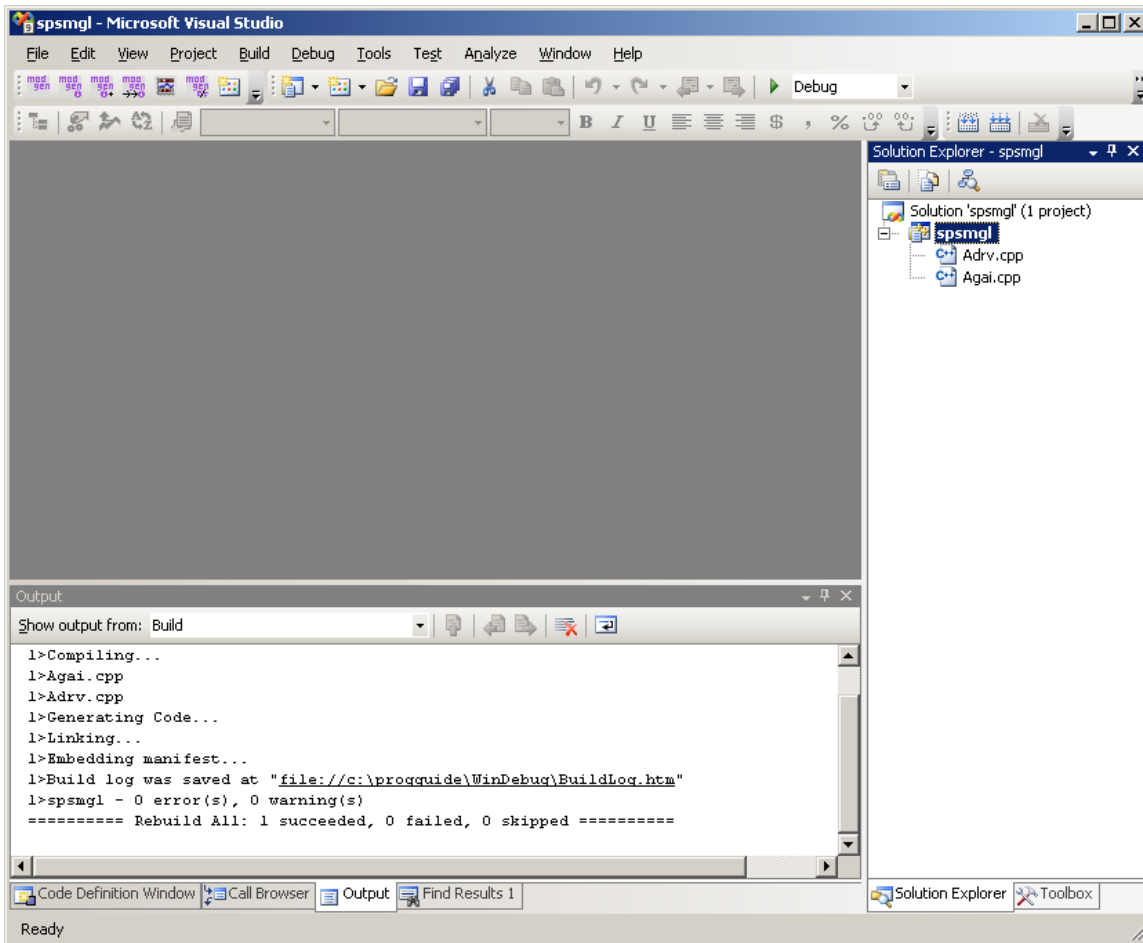 spsmgl - Microsoft Visual Studio
File Edit View Project Build Debug Tools Test Analyze Window Help
Debug
B I U $ , %
Solution Explorer - spsmgl
Solution 'spsmgl' (1 project)
spsmgl
Adrv.cpp
Agai.cpp
Output
Show output from: Build
1>Compiling...
1>Agai.cpp
1>Adrv.cpp
1>Generating Code...
1>Linking...
1>Embedding manifest...
1>Build log was saved at "file://c:\progguide\WinDebug\BuildLog.htm"
1>spsmgl - 0 error(s), 0 warning(s)
========== Rebuild All: 1 succeeded, 0 failed, 0 skipped ==========
Code Definition Window Call Browser Output Find Results 1
Solution Explorer Toolbox
Ready